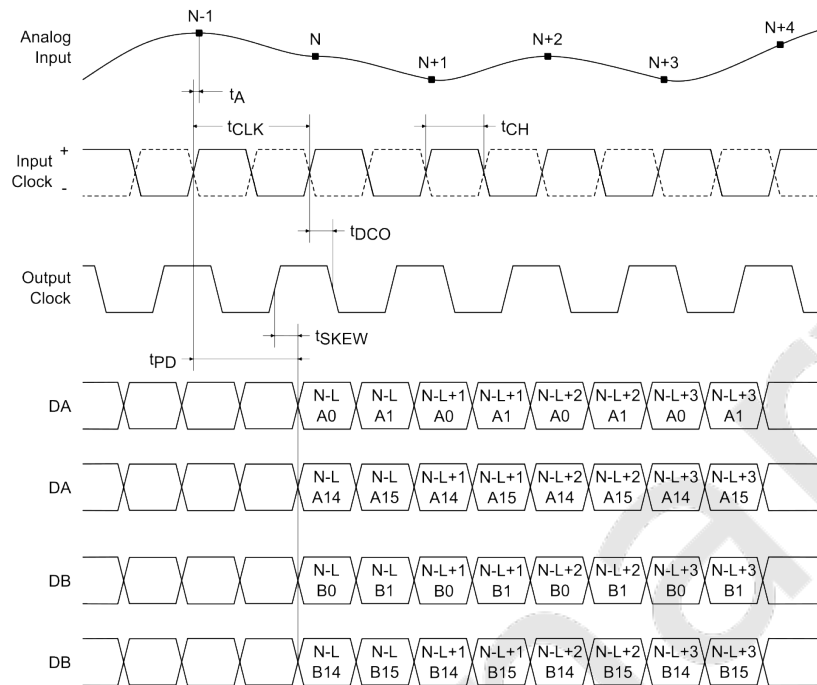 N-1
N
N+1
N+2
N+3
N+4
Analog
Input
tA
tCLK
tCH
Input
Clock
+
-
tDCO
Output
Clock
tSKEW
tPD
DA
N-L N-L N-L+1 N-L+1 N-L+2 N-L+2 N-L+3 N-L+3
A0 A1 A0 A1 A0 A1 A0 A1
DA
N-L N-L N-L+1 N-L+1 N-L+2 N-L+2 N-L+3 N-L+3
A14 A15 A14 A15 A14 A15 A14 A15
DB
N-L N-L N-L+1 N-L+1 N-L+2 N-L+2 N-L+3 N-L+3
B0 B1 B0 B1 B0 B1 B0 B1
DB
N-L N-L N-L+1 N-L+1 N-L+2 N-L+2 N-L+3 N-L+3
B14 B15 B14 B15 B14 B15 B14 B15